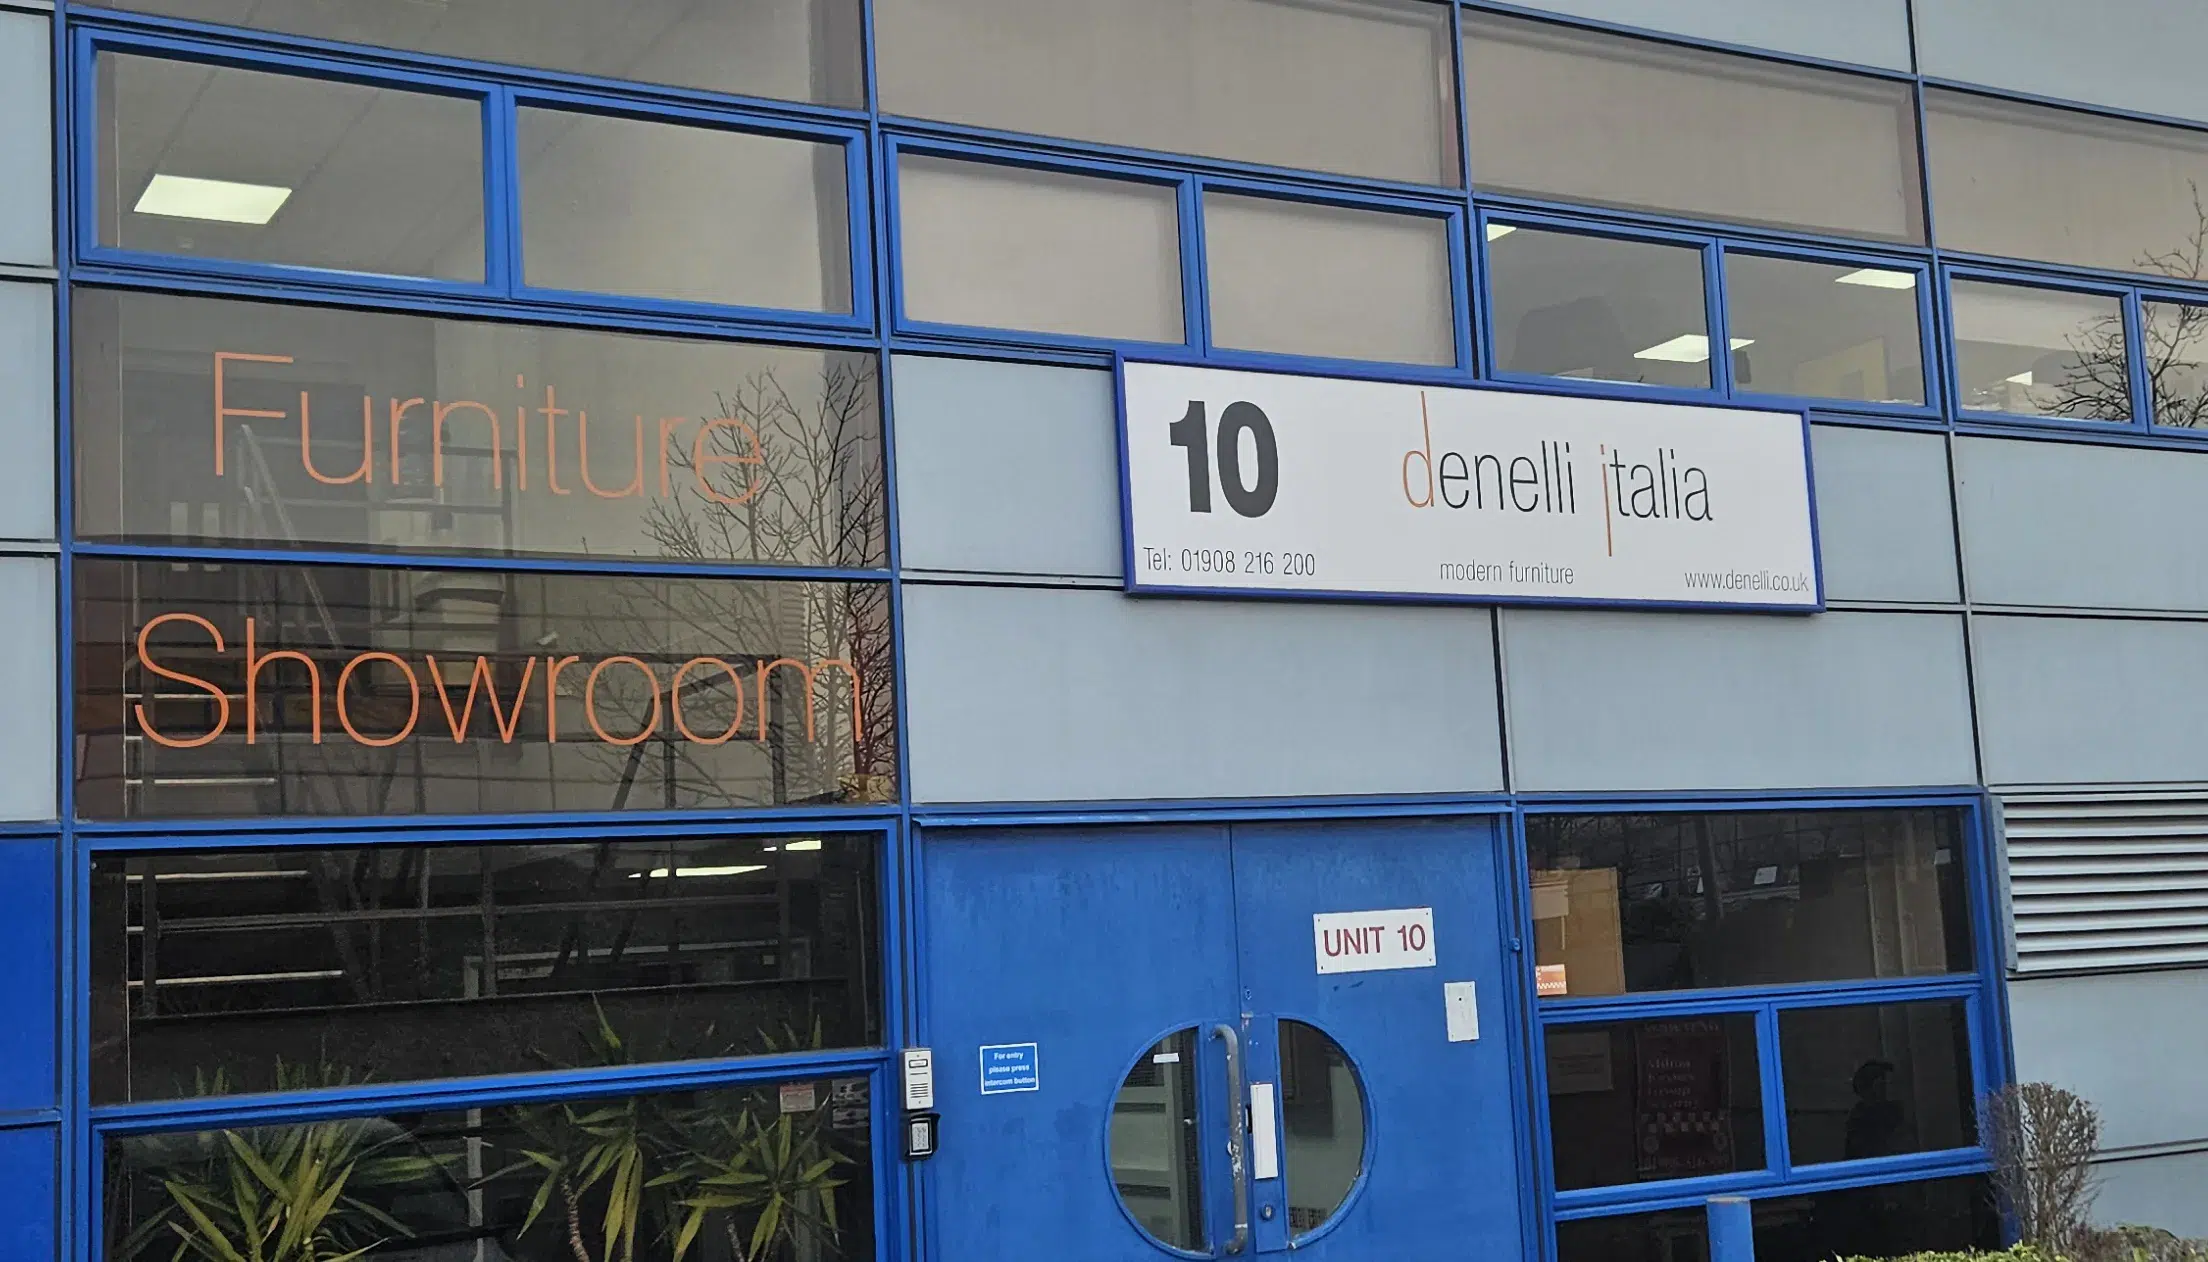 Furniture
Showroom
10
denelli italia
Tel: 01908 216 200
modern furniture
www.denelli.co.uk
UNIT 10
For entry
please press
intercom button